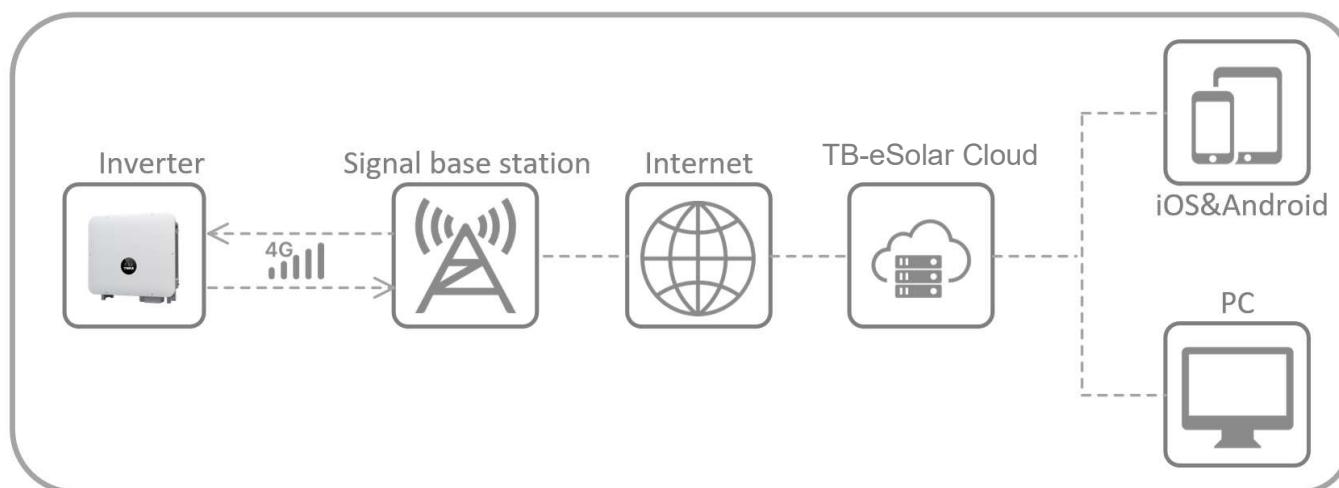 Inverter
Signal base station
Internet
TB-eSolar Cloud
iOS&Android
4G
PC